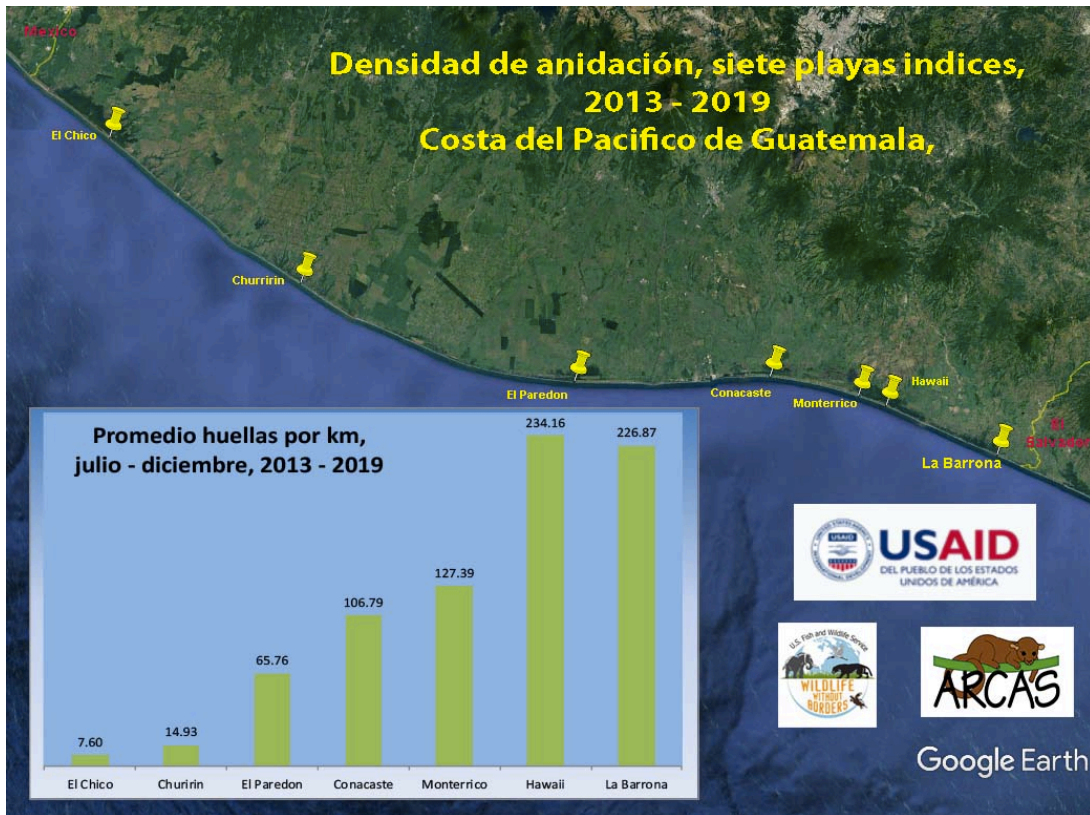 Mexico
Densidad de anidación, siete playas indices,
2013 - 2019
Costa del Pacifico de Guatemala,
El Chico
Churririn
El Paredon
Conacaste
Monterrico
Hawaii
El
Salvador
La Barrona
Promedio huellas por km,
julio - diciembre, 2013 - 2019
7.60
14.93
65.76
106.79
127.39
234.16
226.87
El Chico
Churirin
El Paredon
Conacaste
Monterrico
Hawaii
La Barrona
USAID
USAID
DEL PUEBLO DE LOS ESTADOS
UNIDOS DE AMÉRICA
U.S. Fish and Wildlife Service
WILDLIFE
WITHOUT
BORDERS
ARCAS
Google Earth